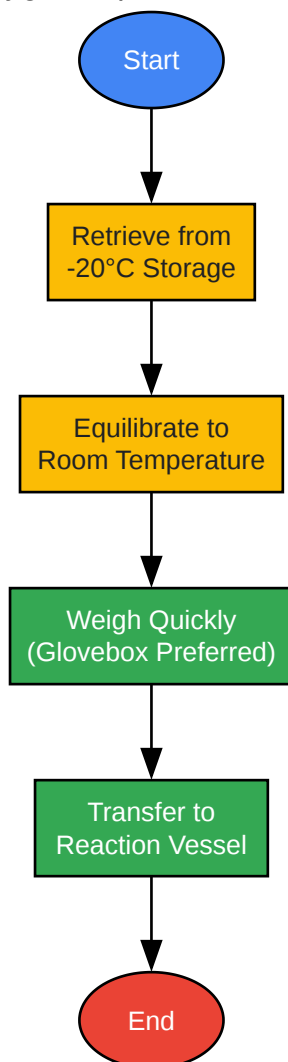 Start
Retrieve from
-20°C Storage
Equilibrate to
Room Temperature
Weigh Quickly
(Glovebox Preferred)
Transfer to
Reaction Vessel
End